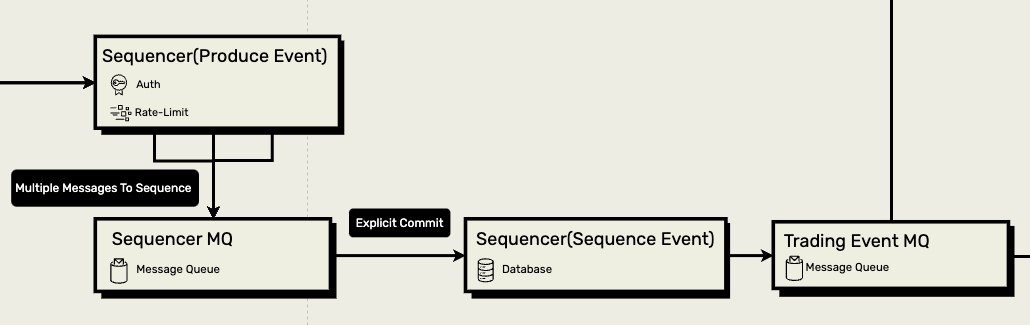 Sequencer(Produce Event)
Auth
Rate-Limit
Multiple Messages To Sequence
Sequencer MQ
Message Queue
Explicit Commit
Sequencer(Sequence Event)
Database
Trading Event MQ
Message Queue